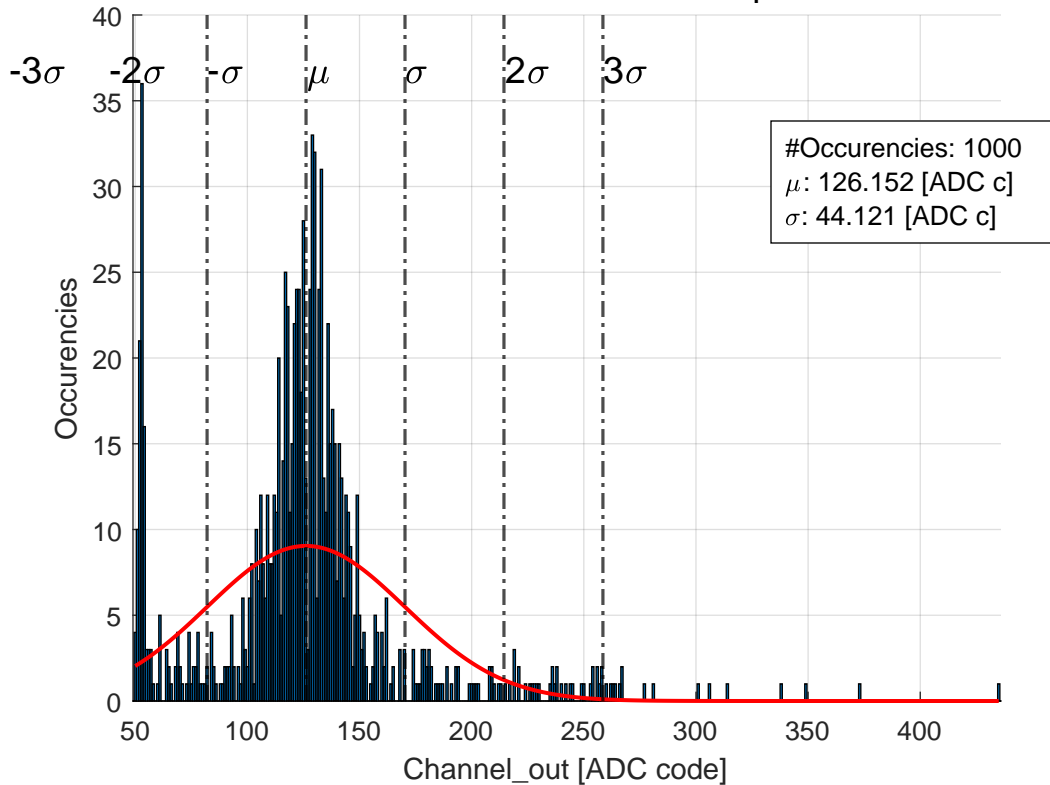 40
-3σ -2σ -σ μ σ 2σ 3σ
35
#Occurencies: 1000
μ: 126.152 [ADC c]
σ: 44.121 [ADC c]
30
25
20
15
10
5
0
Occurencies
50 100 150 200 250 300 350 400
Channel_out [ADC code]